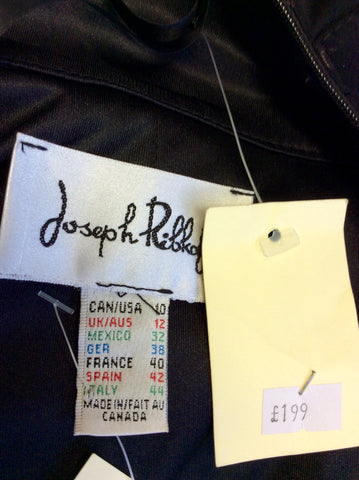 Joseph Ribkof
CAN/USA 10
UK/AUS 12
MEXICO 32
GER 38
FRANCE 40
SPAIN 42
ITALY 44
MADE IN/FAIT AU
CANADA
£199